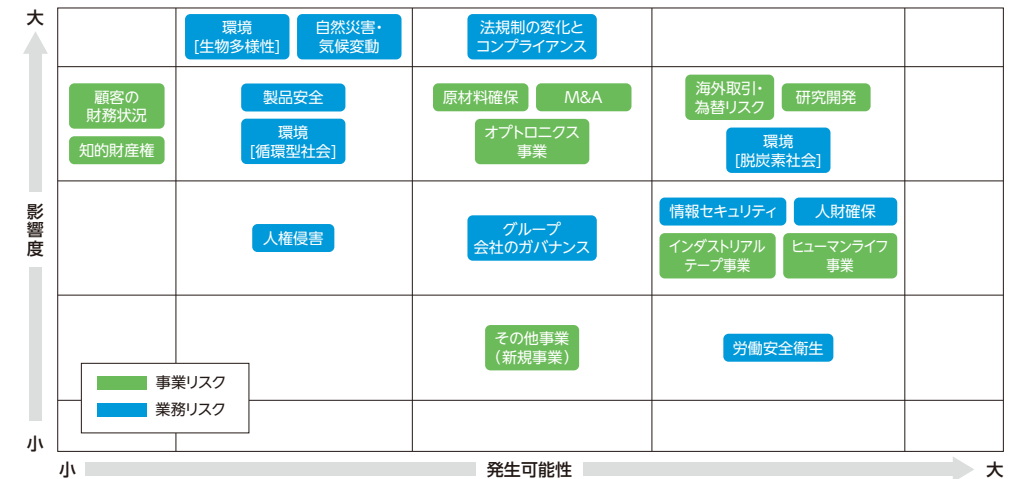 大
環境
[生物多様性]
自然災害・
気候変動
法規制の変化と
コンプライアンス
顧客の
財務状況
知的財産権
製品安全
環境
[循環型社会]
原材料確保
M&A
オプトロニクス
事業
海外取引・
為替リスク
研究開発
環境
[脱炭素社会]
影響度
人権侵害
グループ
会社のガバナンス
情報セキュリティ
人財確保
インダストリアル
テープ事業
ヒューマンライフ
事業
その他事業
（新規事業）
労働安全衛生
事業リスク
業務リスク
小
小
発生可能性
大